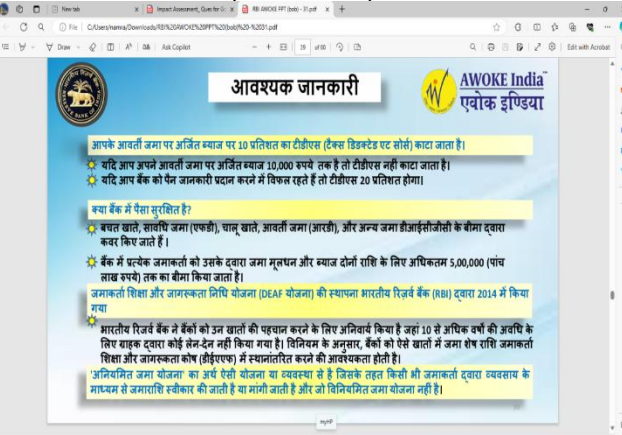 New tab
Impact Assessment_ Ques for G
RBI AWOKE PPT (bob) - 31.pdf
File | C:/Users/namra/Downloads/RBI%20AWOKE%20PPT%20(bob)%20-%2031.pdf
Draw
Ask Copilot
19 of 80
Edit with Acrobat
आवश्यक जानकारी
AWOKE India
एवोक इण्डिया
आपके आवर्ती जमा पर अर्जित ब्याज पर 10 प्रतिशत का टीडीएस (टैक्स डिडक्टेड एट सोर्स) काटा जाता है।
यदि आप अपने आवर्ती जमा पर अर्जित ब्याज 10,000 रुपये तक है तो टीडीएस नहीं काटा जाता है।
यदि आप बैंक को पैन जानकारी प्रदान करने में विफल रहते हैं तो टीडीएस 20 प्रतिशत होगा।
क्या बैंक में पैसा सुरक्षित है?
बचत खाते, सावधि जमा (एफडी), चालू खाते, आवर्ती जमा (आरडी), और अन्य जमा डीआईसीजीसी के बीमा द्वारा
कवर किए जाते हैं ।
बैंक में प्रत्येक जमाकर्ता को उसके द्वारा जमा मूलधन और ब्याज दोनों राशि के लिए अधिकतम 5,00,000 (पांच
लाख रुपये) तक का बीमा किया जाता है।
जमाकर्ता शिक्षा और जागरूकता निधि योजना (DEAF योजना) की स्थापना भारतीय रिज़र्व बैंक (RBI) द्वारा 2014 में किया
गया
भारतीय रिजर्व बैंक ने बैंकों को उन खातों की पहचान करने के लिए अनिवार्य किया है जहां 10 से अधिक वर्षों की अवधि के
लिए ग्राहक द्वारा कोई लेन-देन नहीं किया गया है। विनियम के अनुसार, बैंकों को ऐसे खातों में जमा शेष राशि जमाकर्ता
शिक्षा और जागरूकता कोष (डीईएएफ) में स्थानांतरित करने की आवश्यकता होती है।
'अनियमित जमा योजना' का अर्थ ऐसी योजना या व्यवस्था से है जिसके तहत किसी भी जमाकर्ता द्वारा व्यवसाय के
माध्यम से जमाराशि स्वीकार की जाती है या मांगी जाती है और जो विनियमित जमा योजना नहीं है।
myHP